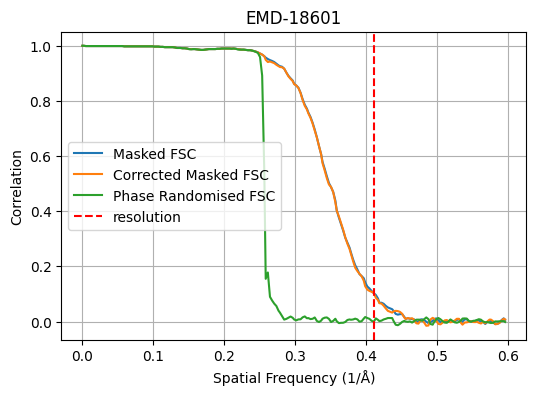 EMD-18601
1.0
0.8
0.6
0.4
0.2
0.0
Correlation
Masked FSC
Corrected Masked FSC
Phase Randomised FSC
resolution
0.0 0.1 0.2 0.3 0.4 0.5 0.6
Spatial Frequency (1/Å)